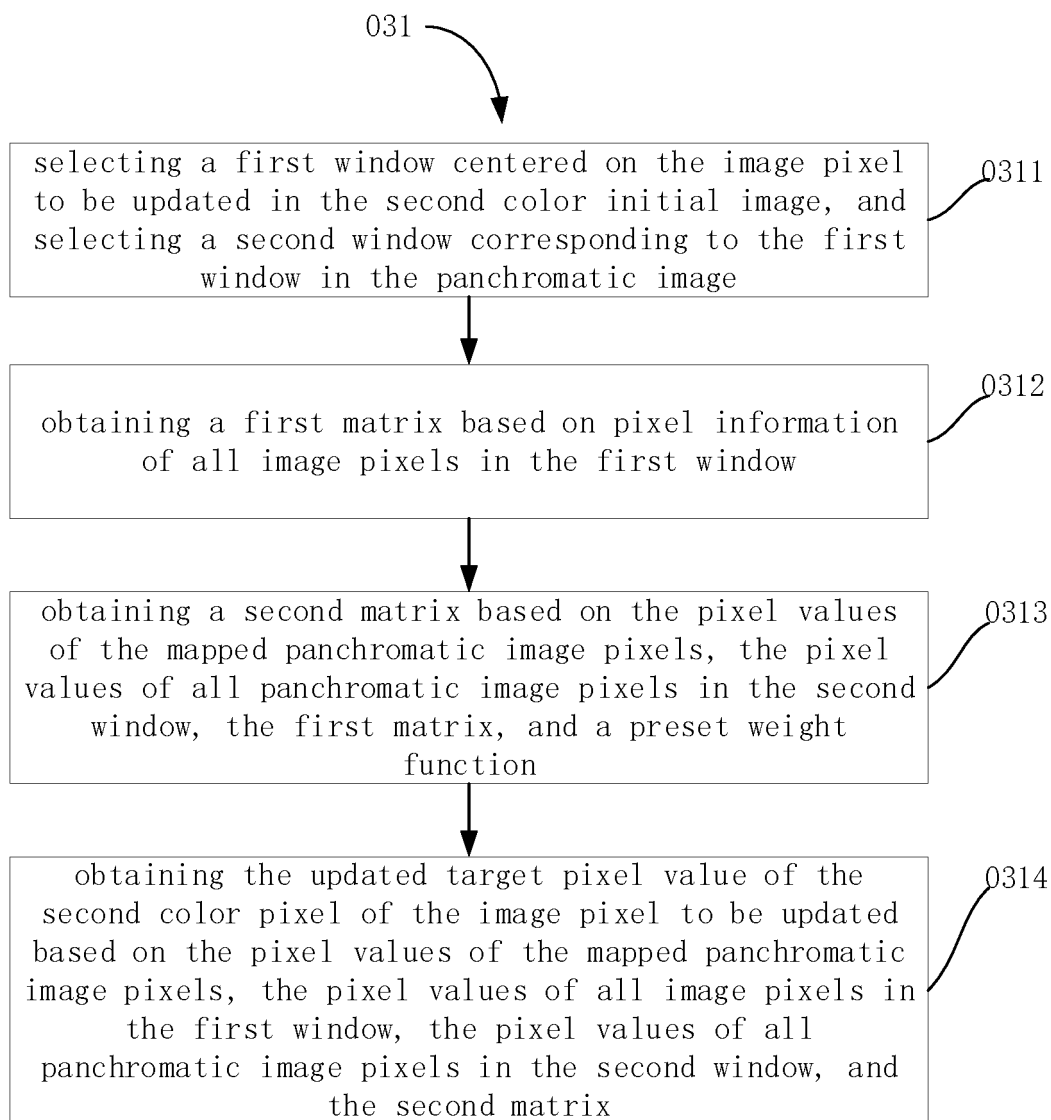 031
selecting a first window centered on the image pixel
to be updated in the second color initial image, and
selecting a second window corresponding to the first
window in the panchromatic image
0311
obtaining a first matrix based on pixel information
of all image pixels in the first window
0312
obtaining a second matrix based on the pixel values
of the mapped panchromatic image pixels, the pixel
values of all panchromatic image pixels in the second
window, the first matrix, and a preset weight
function
0313
obtaining the updated target pixel value of the
second color pixel of the image pixel to be updated
based on the pixel values of the mapped panchromatic
image pixels, the pixel values of all image pixels in
the first window, the pixel values of all
panchromatic image pixels in the second window, and
the second matrix
0314